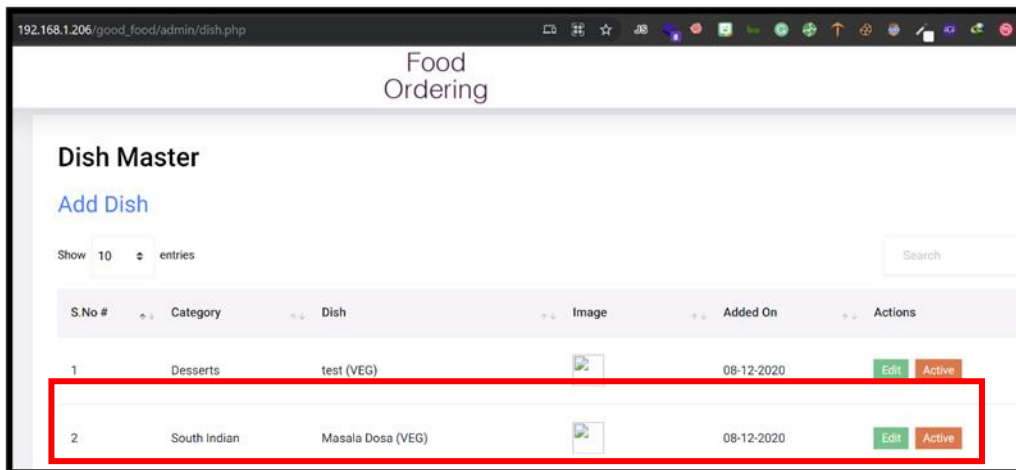 192.168.1.206/good_food/admin/dish.php
Food
Ordering
Dish Master
Add Dish
Show 10 entries
Search
S.No # Category Dish Image Added On Actions
1 Desserts test (VEG) 08-12-2020 Edit Active
2 South Indian Masala Dosa (VEG) 08-12-2020 Edit Active